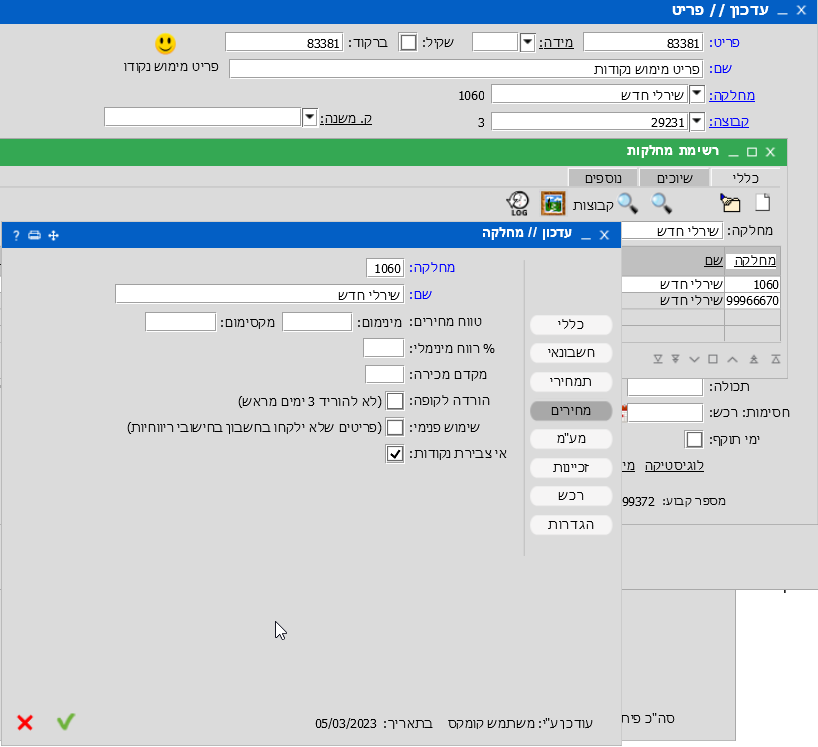 עדכון // פריט
פריט: 83381 מידה: שקיל: ברקוד: 83381
שם: פריט מימוש נקודות פריט מימוש נקודו
מחלקה: שירלי חדש 1060
קבוצה: 29231 3 ק. משנה:
רשימת מחלקות
כללי שיוכים נוספים
קבוצות LOG
מחלקה: שירלי חדש
מחלקה שם
1060 שירלי חדש
99966670 שירלי חדש
תכולה:
חסימות: רכש:
ימי תוקף:
לוגיסטיקה מי
מספר קבוע: 99372
סה"כ פית
עדכון // מחלקה
?
מחלקה: 1060
שם: שירלי חדש
טווח מחירים: מינימום: מקסימום:
% רווח מינימלי:
מקדם מכירה:
הורדה לקופה: (לא להוריד 3 ימים מראש)
שימוש פנימי: (פריטים שלא ילקחו בחשבון בחישובי ריווחיות)
אי צבירת נקודות:
כללי
חשבונאי
תמחירי
מחירים
מע"מ
זכיינות
רכש
הגדרות
עודכן ע"י: משתמש קומקס בתאריך: 05/03/2023